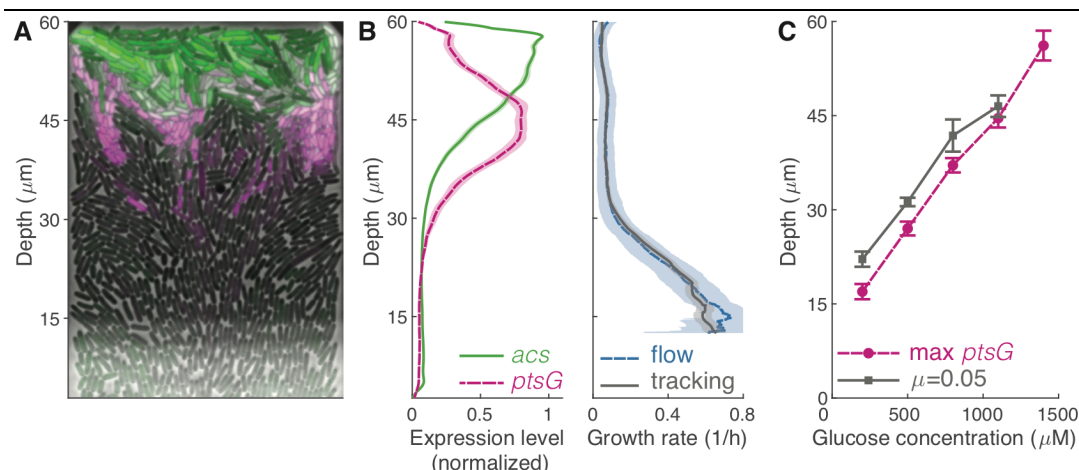 A
B
C
60
45
30
15
Depth (μm)
60
45
30
15
Depth (μm)
acs
ptsG
0
0.5
1
Expression level
(normalized)
flow
tracking
0
0.4
0.8
Growth rate (1/h)
60
45
30
15
0
Depth (μm)
max ptsG
μ=0.05
0
500
1000
1500
Glucose concentration (μM)